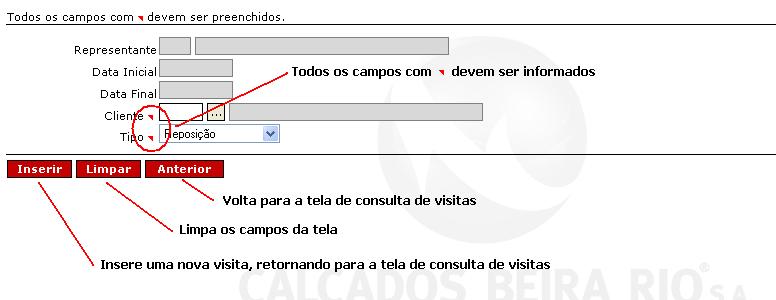 Todos os campos com devem ser preenchidos.
Representante
Data Inicial
Todos os campos com devem ser informados
Data Final
Cliente ...
Tipo Reposição
Inserir Limpar Anterior
Volta para a tela de consulta de visitas
Limpa os campos da tela
Insere uma nova visita, retornando para a tela de consulta de visitas
CALÇADOS BEIRA RIO® S.A.